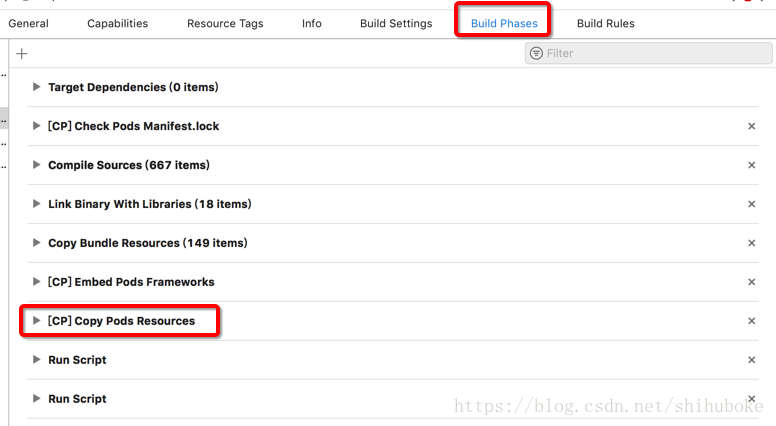 General Capabilities Resource Tags Info Build Settings Build Phases Build Rules
Filter
Target Dependencies (0 items)
[CP] Check Pods Manifest.lock
Compile Sources (667 items)
Link Binary With Libraries (18 items)
Copy Bundle Resources (149 items)
[CP] Embed Pods Frameworks
[CP] Copy Pods Resources
Run Script
Run Script
https://blog.csdn.net/shihuboke